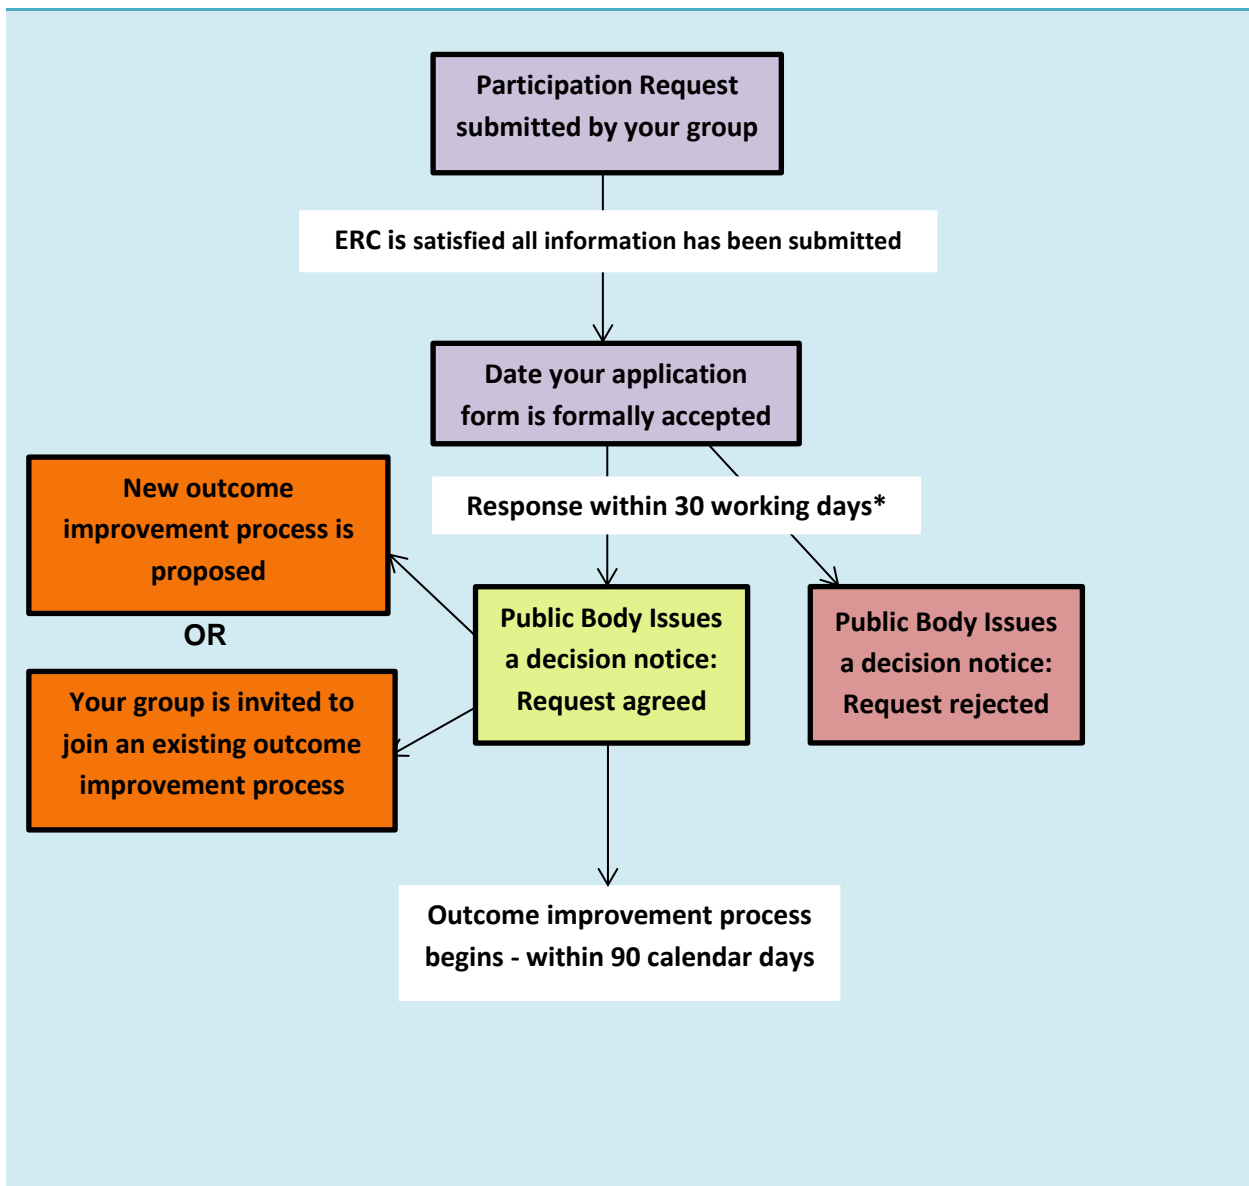 Participation Request
submitted by your group
ERC is satisfied all information has been submitted
Date your application
form is formally accepted
Response within 30 working days*
New outcome
improvement process is
proposed
OR
Your group is invited to
join an existing outcome
improvement process
Public Body Issues
a decision notice:
Request agreed
Public Body Issues
a decision notice:
Request rejected
Outcome improvement process
begins - within 90 calendar days